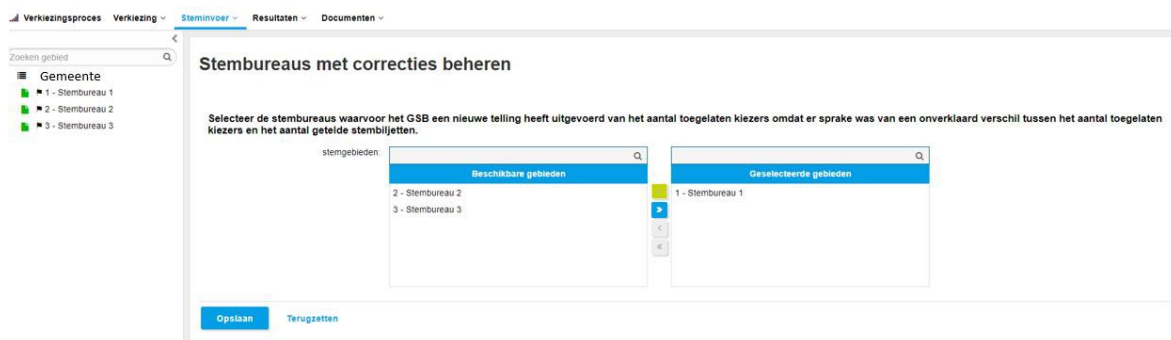 Verkiezingsproces Verkiezing Steminvoer Resultaten Documenten
Zoeken gebied
Gemeente
1 - Stembureau 1
2 - Stembureau 2
3 - Stembureau 3
Stembureaus met correcties beheren
Selecteer de stembureaus waarvoor het GSB een nieuwe telling heeft uitgevoerd van het aantal toegelaten kiezers omdat er sprake was van een onverklaard verschil tussen het aantal toegelaten
kiezers en het aantal getelde stembiljetten.
stemgebieden:
Beschikbare gebieden
2 - Stembureau 2
3 - Stembureau 3
Geselecteerde gebieden
1 - Stembureau 1
Opslaan Terugzetten